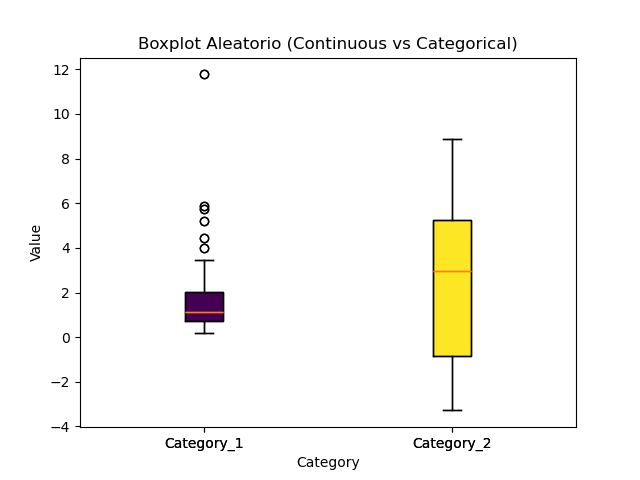 Boxplot Aleatorio (Continuous vs Categorical)
12
10
8
6
4
2
0
−2
−4
Value
Category_1
Category_2
Category